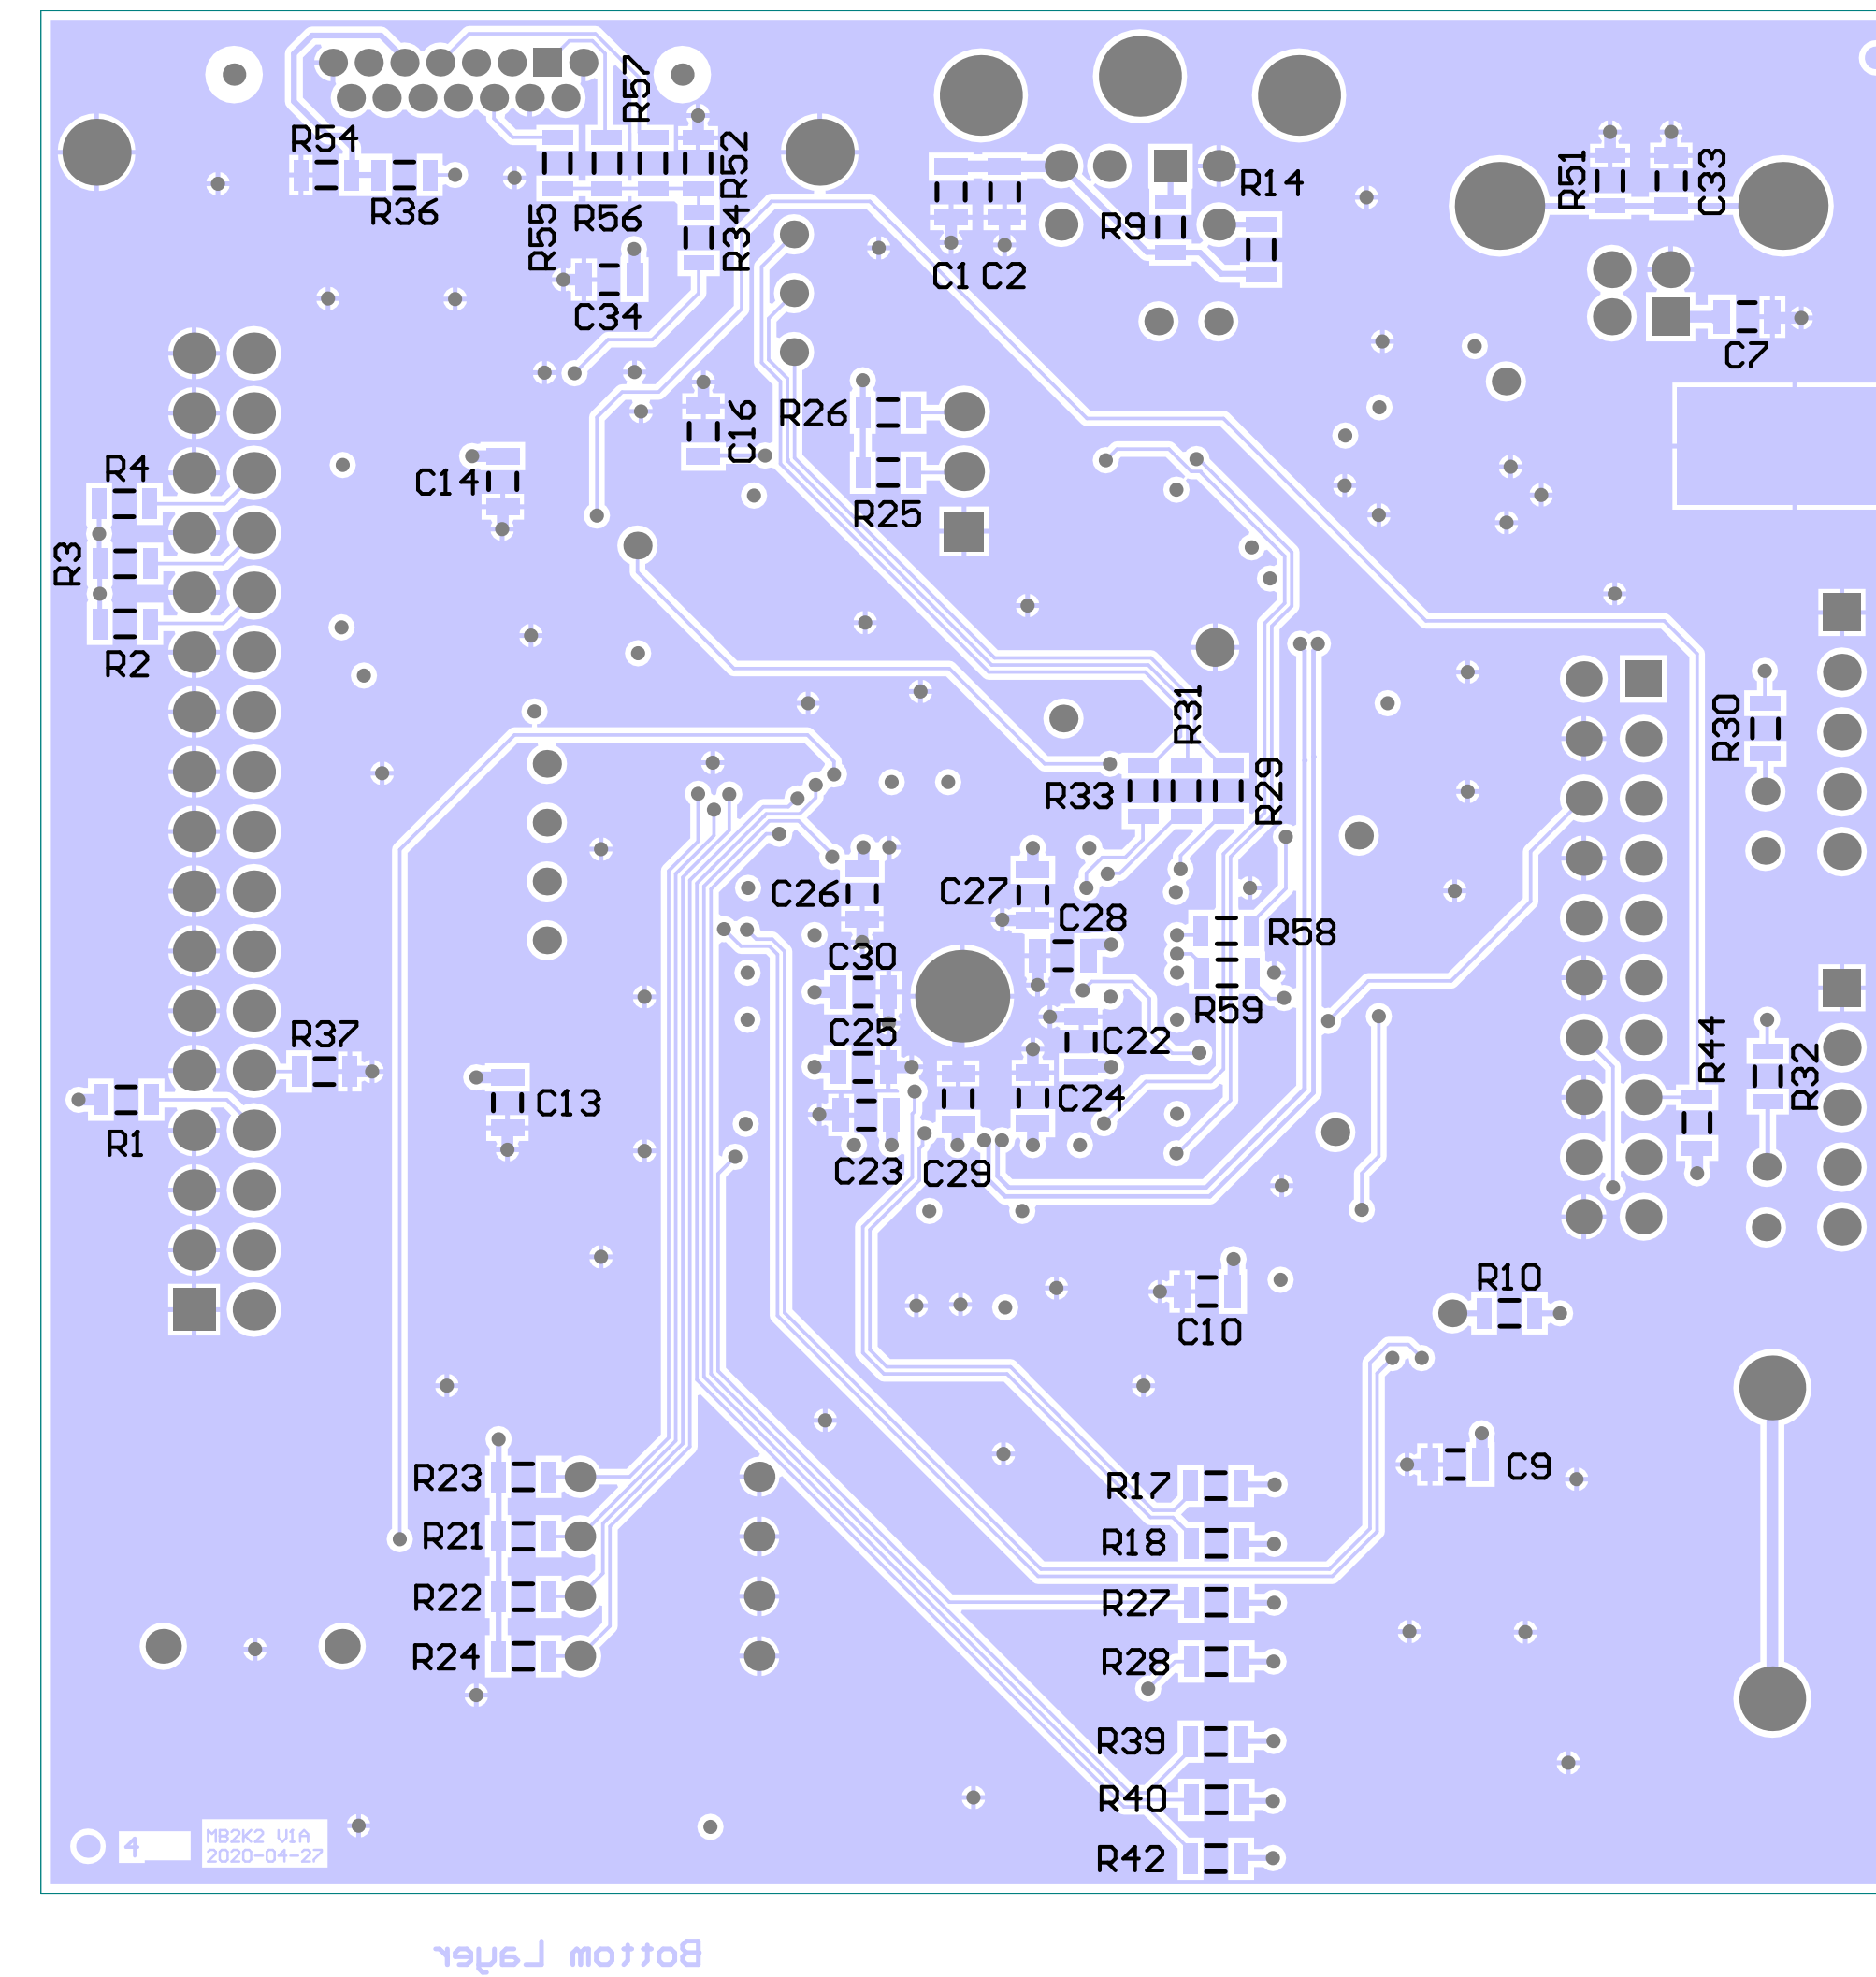 R57
R54
R52
R36
R55
R56
R34
C34
C1
C2
R9
R14
R51
C33
C7
C16
R26
R25
C14
R4
R3
R2
R31
R33
R29
R30
C26
C27
C28
R58
C30
R59
C25
C22
C24
C23
C29
R37
C13
R1
R44
R32
C10
R10
C9
R23
R21
R22
R24
R17
R18
R27
R28
R39
R40
R42
4
MB2K2 V1A
2020-04-27
Bottom Layer